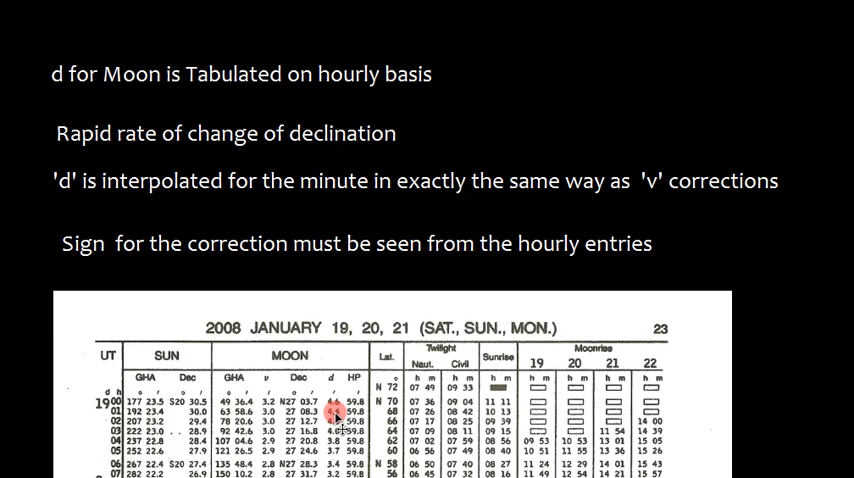 d for Moon is Tabulated on hourly basis
Rapid rate of change of declination
'd' is interpolated for the minute in exactly the same way as 'v' corrections
Sign for the correction must be seen from the hourly entries
2008 JANUARY 19, 20, 21 (SAT., SUN., MON.) 23
UT SUN MOON Lat. Twilight Sunrise Moonrise
Naut. Civil 19 20 21 22
GHA Dec GHA v Dec d HP
d h ° ' ° ' ° ' ' ° ' ' ' ° h m h m h m h m h m h m h m
N 72 07 49 09 33
19 00 177 23.5 S20 30.5 49 36.4 3.2 N27 03.7 4.6 59.8 N 70 07 36 09 04 11 11
01 192 23.4 30.0 63 58.6 3.0 27 08.3 59.8 68 07 26 08 42 10 13
02 207 23.2 29.4 78 20.6 3.0 27 12.7 59.8 66 07 17 08 25 09 39 14 00
03 222 23.0 .. 28.9 92 42.6 3.0 27 16.8 59.8 64 07 09 08 11 09 15 11 54 14 39
04 237 22.8 28.4 107 04.6 2.9 27 20.8 3.8 59.8 62 07 02 07 59 08 56 09 53 10 53 13 01 15 05
05 252 22.6 27.9 121 26.5 2.9 27 24.6 3.7 59.8 60 06 56 07 49 08 40 10 51 11 55 13 36 15 26
06 267 22.4 S20 27.4 135 48.4 2.8 N27 28.3 3.4 59.8 N 58 06 50 07 40 08 27 11 24 12 29 14 01 15 43
07 282 22.2 26.9 150 10.2 2.8 27 31.7 3.2 59.8 56 06 45 07 32 08 16 11 49 12 54 14 21 15 57